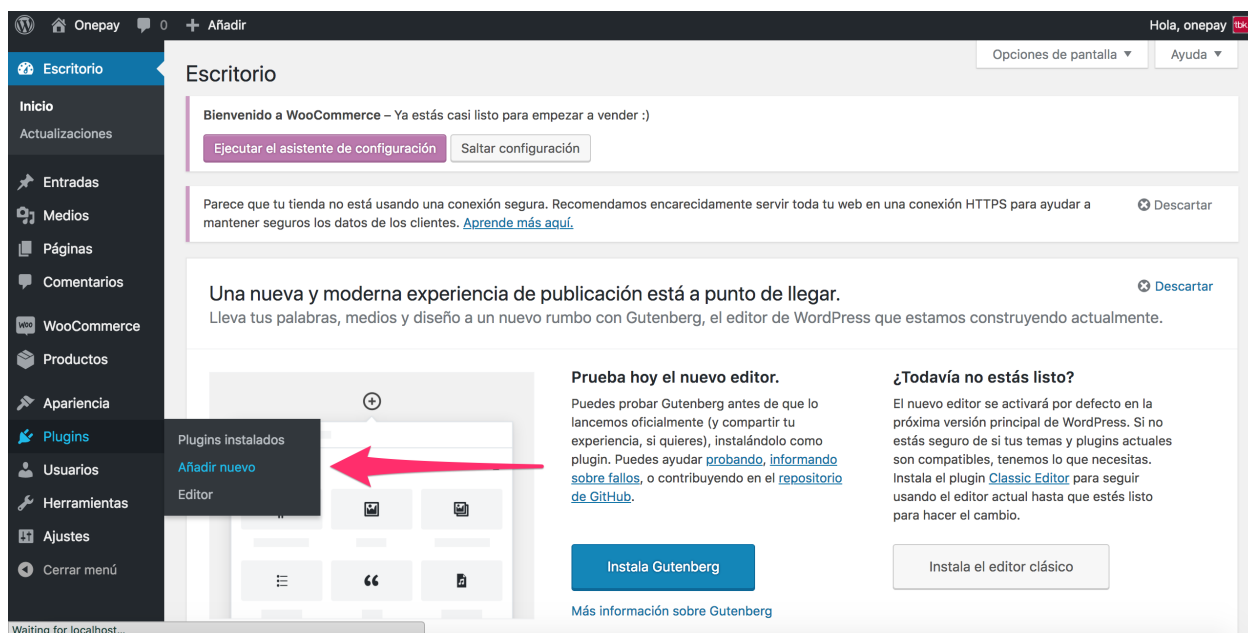 Onepay 0 + Añadir Hola, onepay tbk.
Escritorio
Inicio
Actualizaciones
Entradas
Medios
Páginas
Comentarios
Woo WooCommerce
Productos
Apariencia
Plugins
Usuarios
Herramientas
Ajustes
Cerrar menú
Plugins instalados
Añadir nuevo
Editor
Opciones de pantalla Ayuda
Escritorio
Bienvenido a WooCommerce – Ya estás casi listo para empezar a vender :)
Ejecutar el asistente de configuración Saltar configuración
Parece que tu tienda no está usando una conexión segura. Recomendamos encarecidamente servir toda tu web en una conexión HTTPS para ayudar a
mantener seguros los datos de los clientes. Aprende más aquí.
Descartar
Una nueva y moderna experiencia de publicación está a punto de llegar.
Descartar
Lleva tus palabras, medios y diseño a un nuevo rumbo con Gutenberg, el editor de WordPress que estamos construyendo actualmente.
Prueba hoy el nuevo editor.
Puedes probar Gutenberg antes de que lo
lancemos oficialmente (y compartir tu
experiencia, si quieres), instalándolo como
plugin. Puedes ayudar probando, informando
sobre fallos, o contribuyendo en el repositorio
de GitHub.
Instala Gutenberg
Más información sobre Gutenberg
¿Todavía no estás listo?
El nuevo editor se activará por defecto en la
próxima versión principal de WordPress. Si no
estás seguro de si tus temas y plugins actuales
son compatibles, tenemos lo que necesitas.
Instala el plugin Classic Editor para seguir
usando el editor actual hasta que estés listo
para hacer el cambio.
Instala el editor clásico
Waiting for localhost...